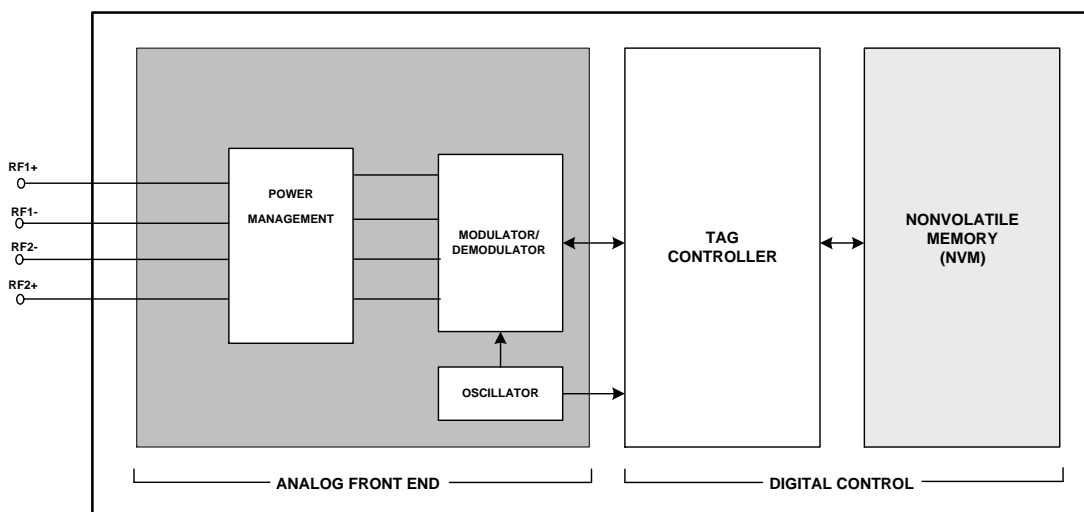 RF1+
RF1-
RF2-
RF2+
POWER
MANAGEMENT
MODULATOR/
DEMODULATOR
OSCILLATOR
TAG
CONTROLLER
NONVOLATILE
MEMORY
(NVM)
ANALOG FRONT END
DIGITAL CONTROL